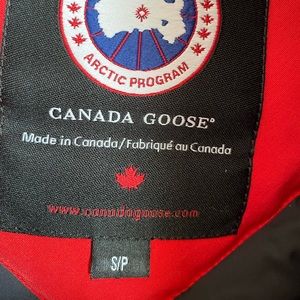 ARCTIC PROGRAM
CANADA GOOSE®
Made in Canada/Fabriqué au Canada
www.canadagoose.com
S/P